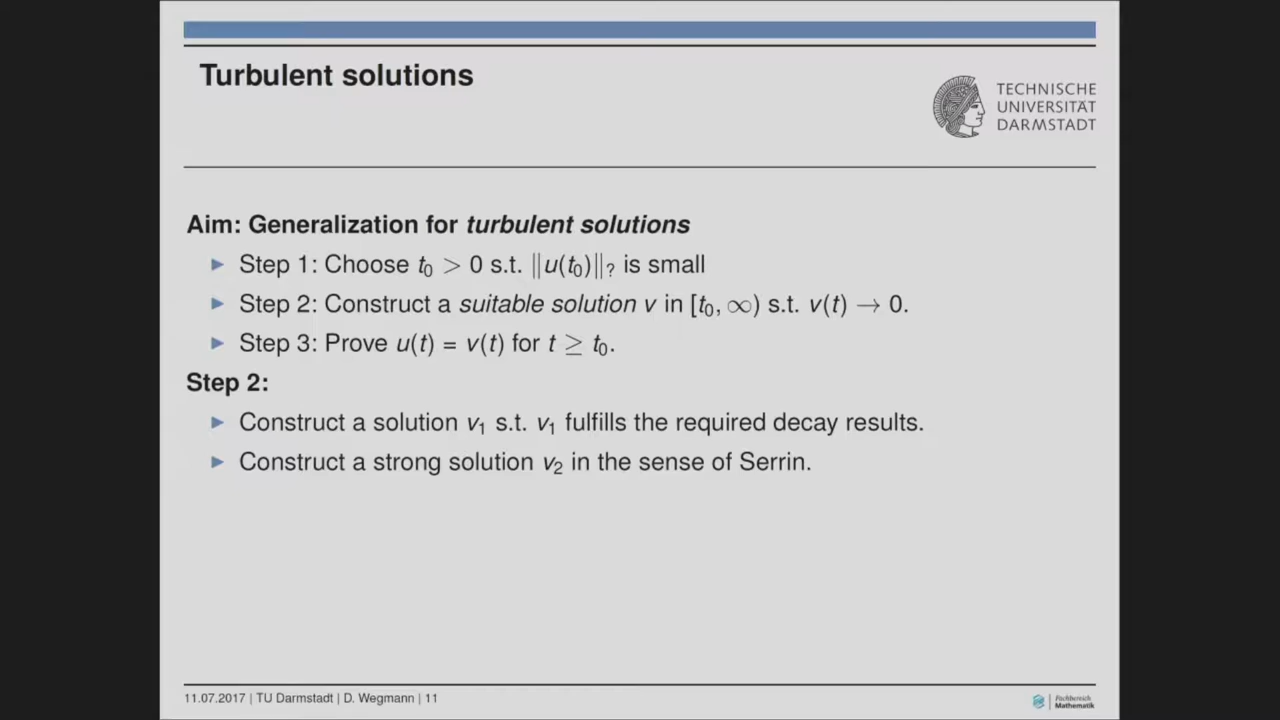 Turbulent solutions
TECHNISCHE
UNIVERSITÄT
DARMSTADT
Aim: Generalization for turbulent solutions
▶ Step 1: Choose t₀ > 0 s.t. ‖u(t₀)‖? is small
▶ Step 2: Construct a suitable solution v in [t₀, ∞) s.t. v(t) → 0.
▶ Step 3: Prove u(t) = v(t) for t ≥ t₀.
Step 2:
▶ Construct a solution v₁ s.t. v₁ fulfills the required decay results.
▶ Construct a strong solution v₂ in the sense of Serrin.
11.07.2017 | TU Darmstadt | D. Wegmann | 11
Fachbereich
Mathematik